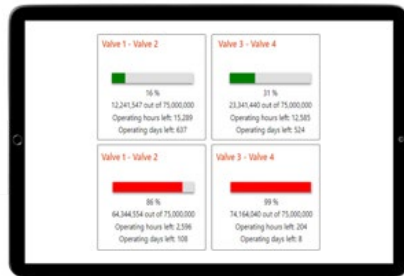 Valve 1 - Valve 2
16 %
12,241,547 out of 75,000,000
Operating hours left: 15,289
Operating days left: 637
Valve 3 - Valve 4
31 %
23,341,440 out of 75,000,000
Operating hours left: 12,585
Operating days left: 524
Valve 1 - Valve 2
86 %
64,344,554 out of 75,000,000
Operating hours left: 2,596
Operating days left: 108
Valve 3 - Valve 4
99 %
74,164,040 out of 75,000,000
Operating hours left: 204
Operating days left: 8